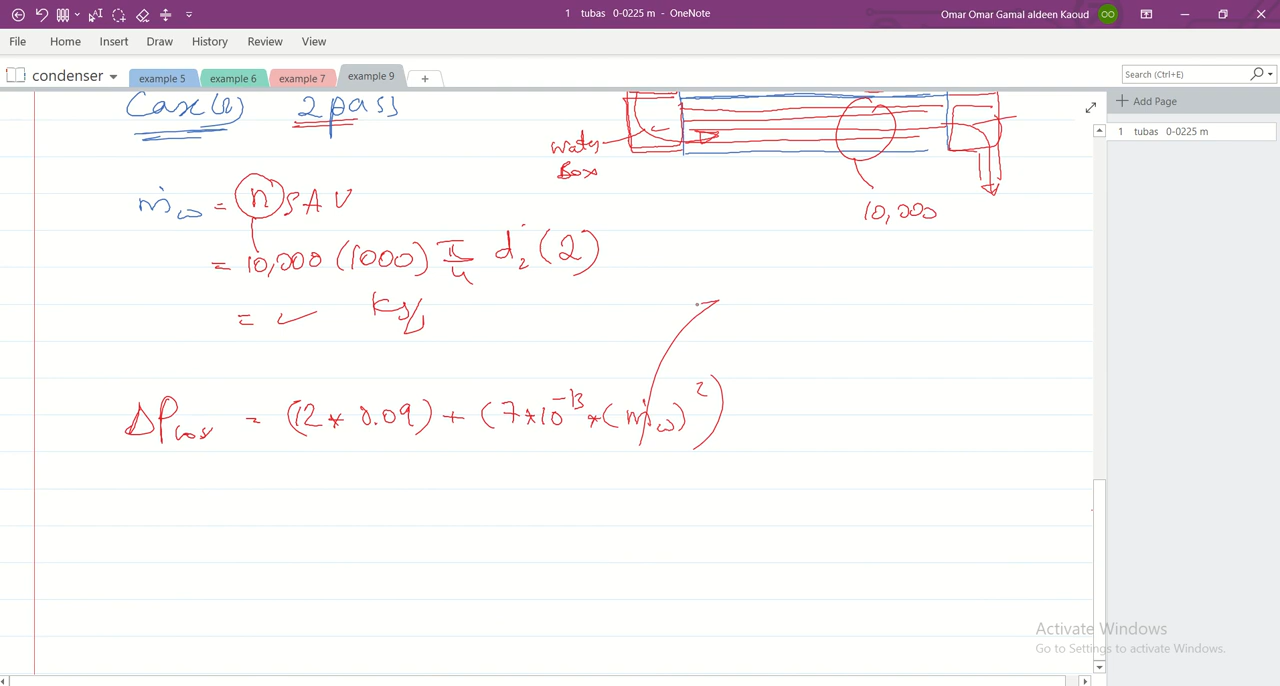 1 tubas 0-0225 m - OneNote
Omar Omar Gamal aldeen Kaoud OO
File Home Insert Draw History Review View
condenser example 5 example 6 example 7 example 9 +
Search (Ctrl+E)
+ Add Page
1 tubas 0-0225 m
Case(e) 2 pass
water
Box
10,000
ṁw = n ρ A V
= 10,000 (1000) π/4 di² (2)
= ✓ Kg/s
ΔPloss = (12 * 0.09) + (7*10⁻¹³ * (ṁw)²)
Activate Windows
Go to Settings to activate Windows.